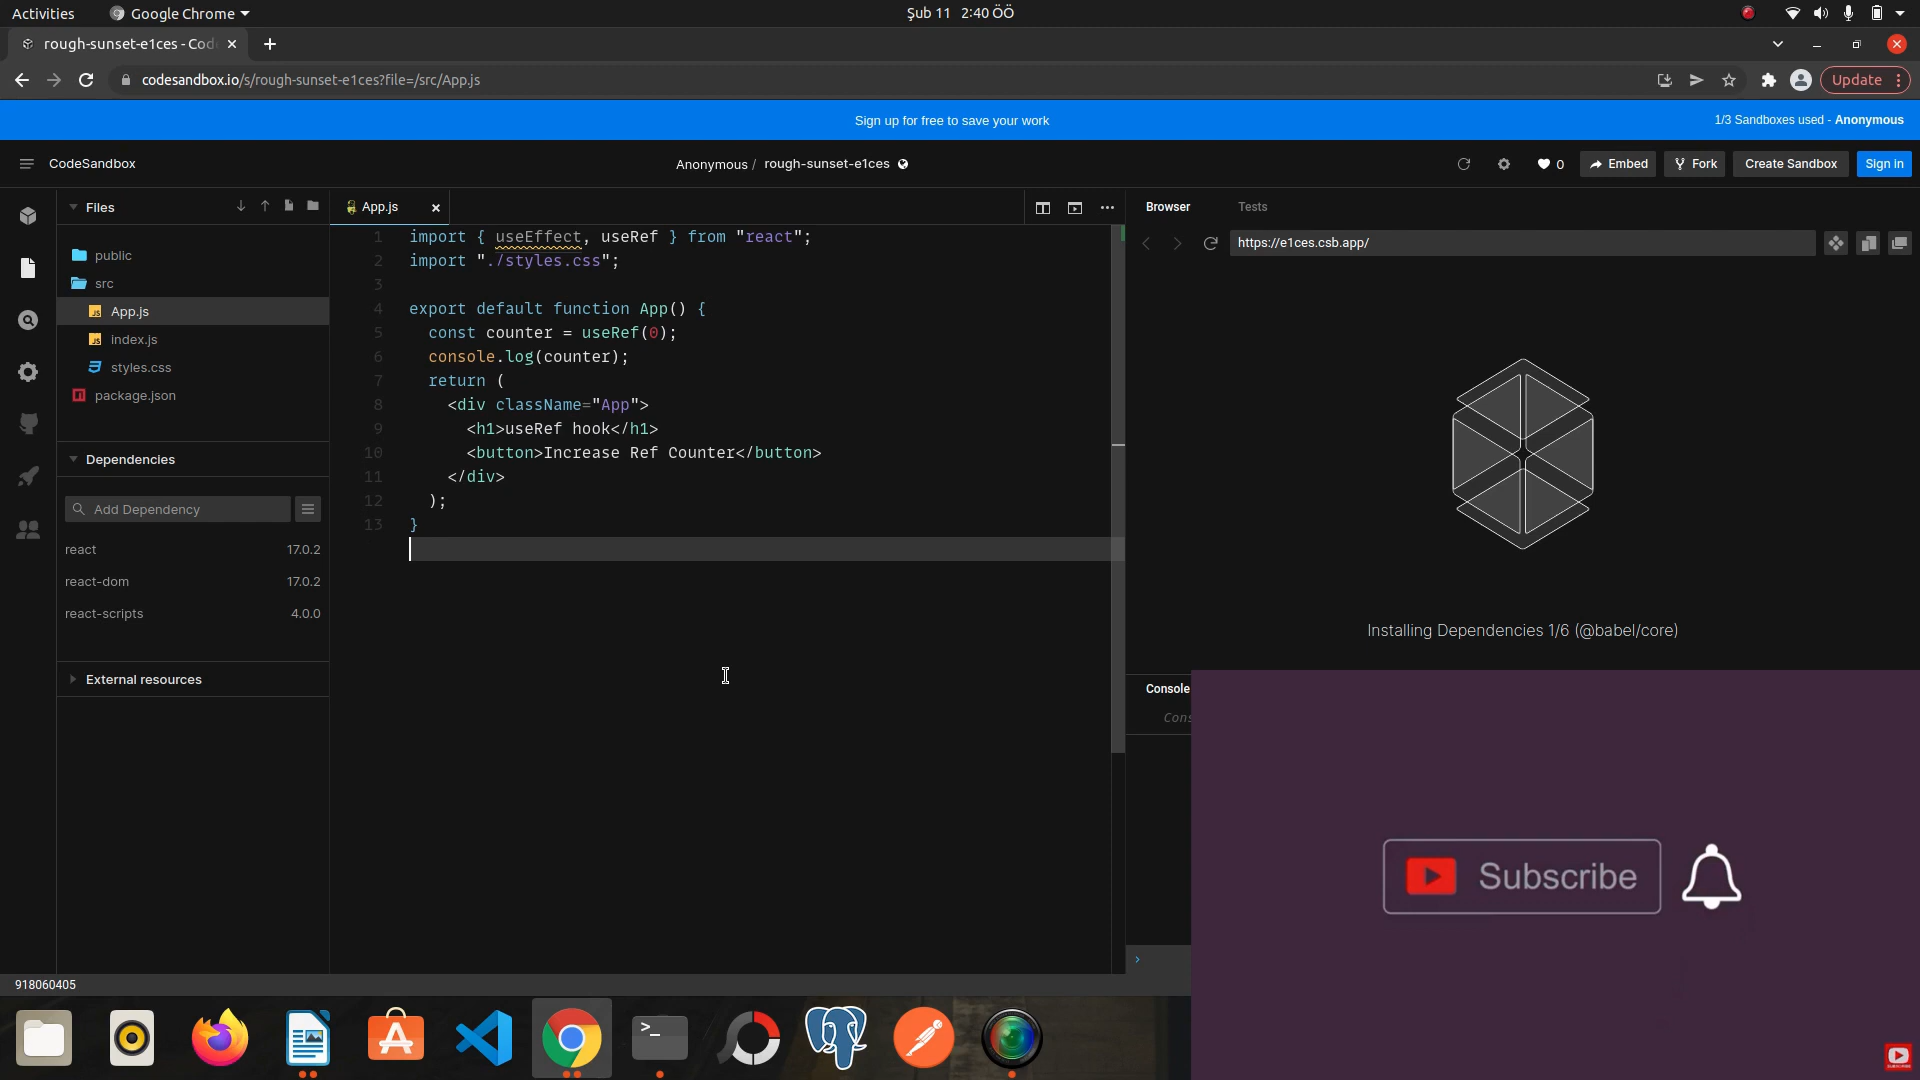 Activities
Google Chrome
Şub 11 2:40 ÖÖ
rough-sunset-e1ces - Cod
codesandbox.io/s/rough-sunset-e1ces?file=/src/App.js
Update
Sign up for free to save your work
1/3 Sandboxes used - Anonymous
CodeSandbox
Anonymous / rough-sunset-e1ces
0
Embed
Fork
Create Sandbox
Sign in
Files
public
src
App.js
index.js
styles.css
package.json
Dependencies
Add Dependency
react 17.0.2
react-dom 17.0.2
react-scripts 4.0.0
External resources
App.js
1 import { useEffect, useRef } from "react";
2 import "./styles.css";
3
4 export default function App() {
5 const counter = useRef(0);
6 console.log(counter);
7 return (
8 <div className="App">
9 <h1>useRef hook</h1>
10 <button>Increase Ref Counter</button>
11 </div>
12 );
13 }
Browser
Tests
https://e1ces.csb.app/
Installing Dependencies 1/6 (@babel/core)
Console
Cons
Subscribe
918060405